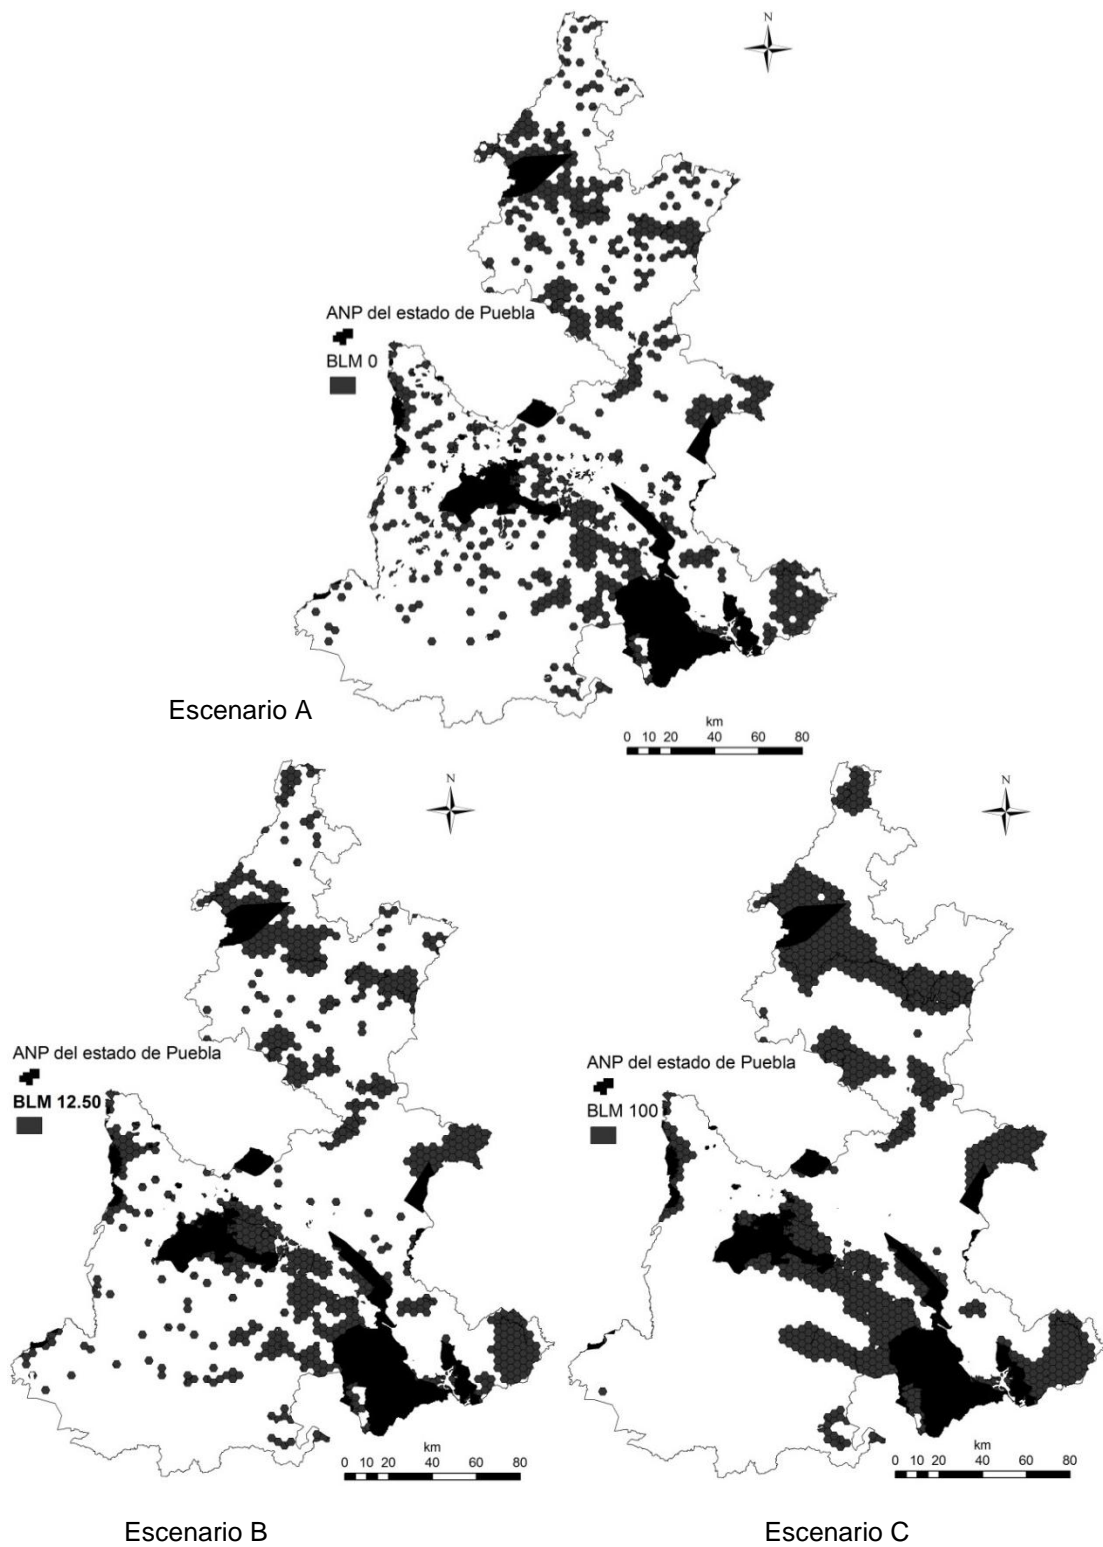 N
ANP del estado de Puebla
BLM 0
Escenario A
km
0 10 20 40 60 80
N
ANP del estado de Puebla
BLM 12.50
km
0 10 20 40 60 80
Escenario B
N
ANP del estado de Puebla
BLM 100
km
0 10 20 40 60 80
Escenario C